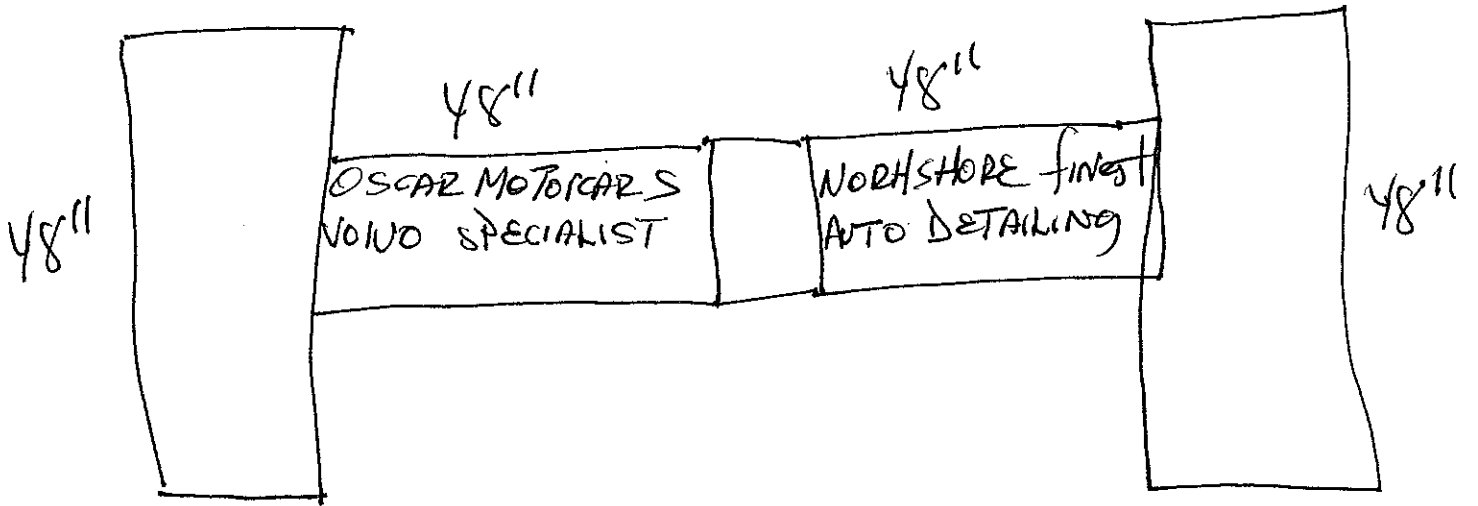 48"
48"
OSCAR MOTORCARS
VOLVO SPECIALIST
NORHSHORE finest
AUTO DETAILING
48"
48"